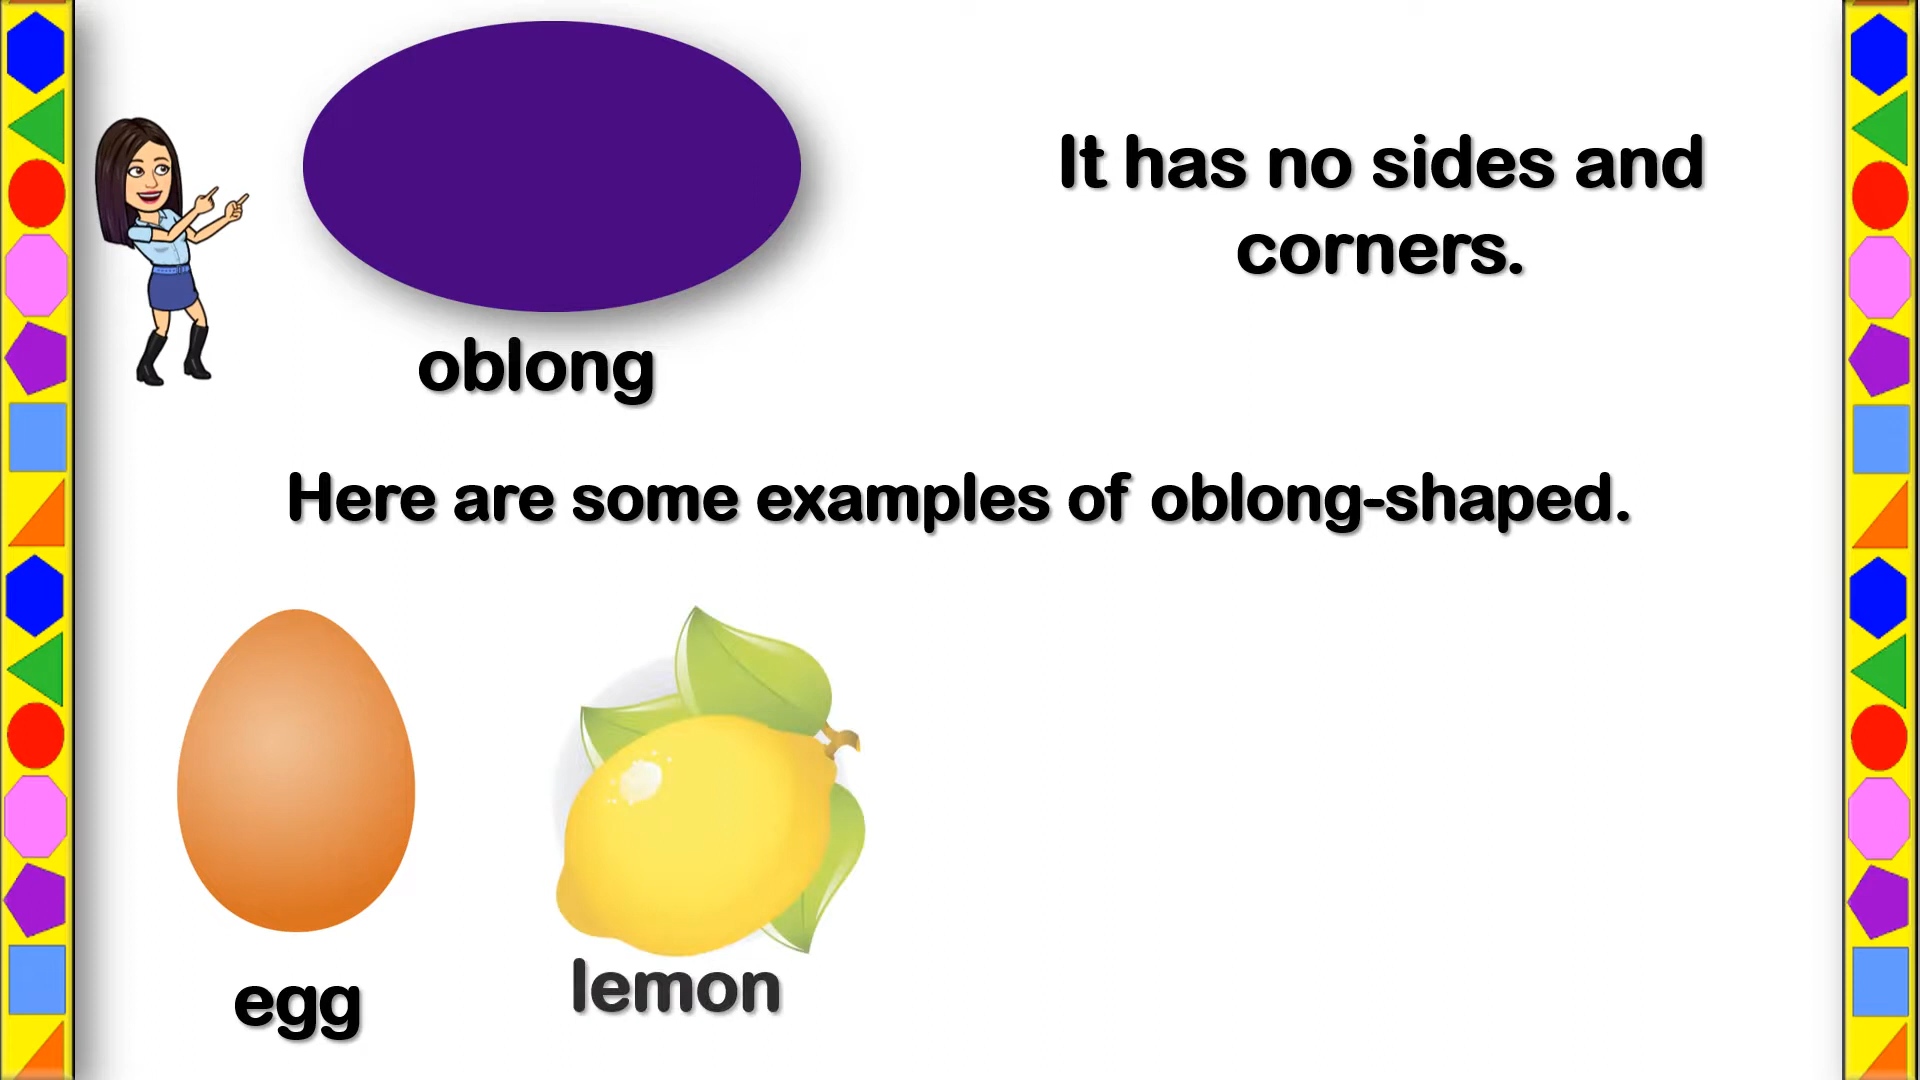 It has no sides and
corners.
oblong
Here are some examples of oblong-shaped.
egg
lemon